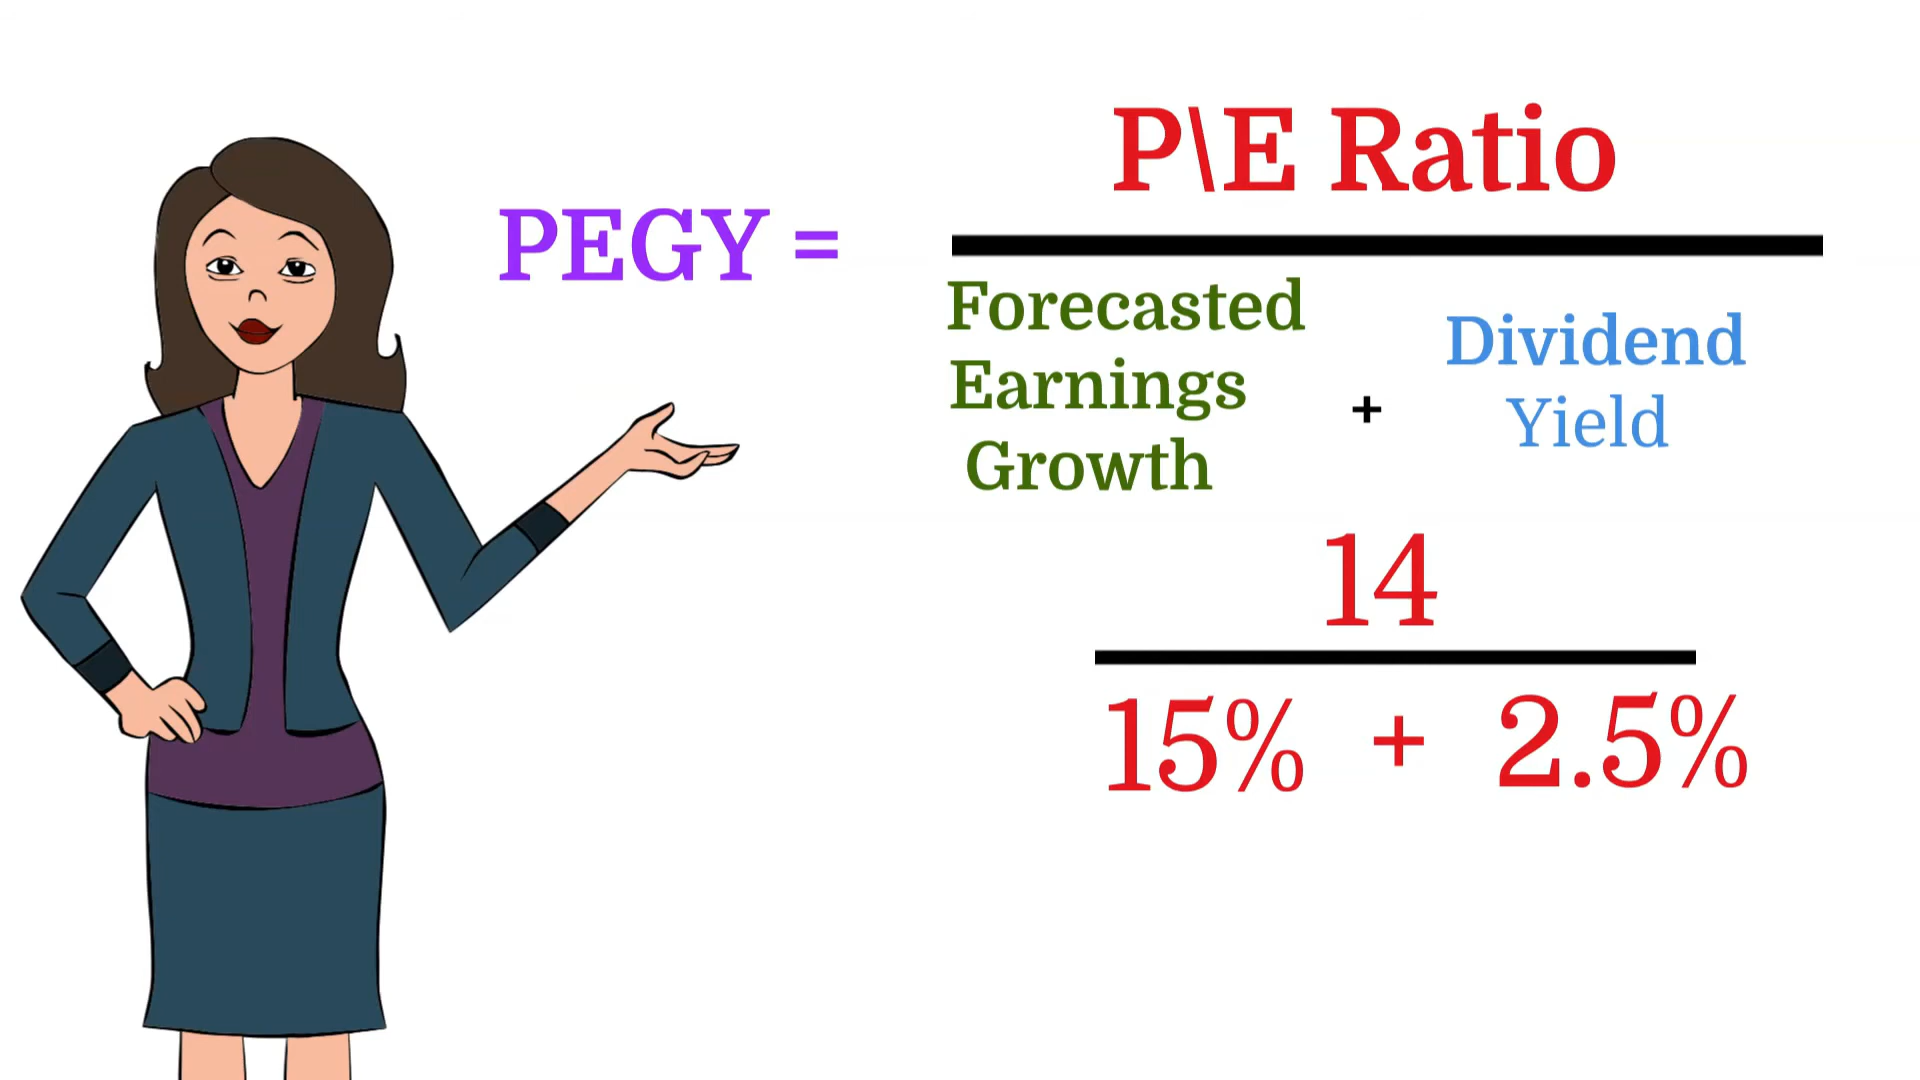 P\E Ratio
PEGY =
Forecasted
Earnings
Growth
+
Dividend
Yield
14
15% + 2.5%